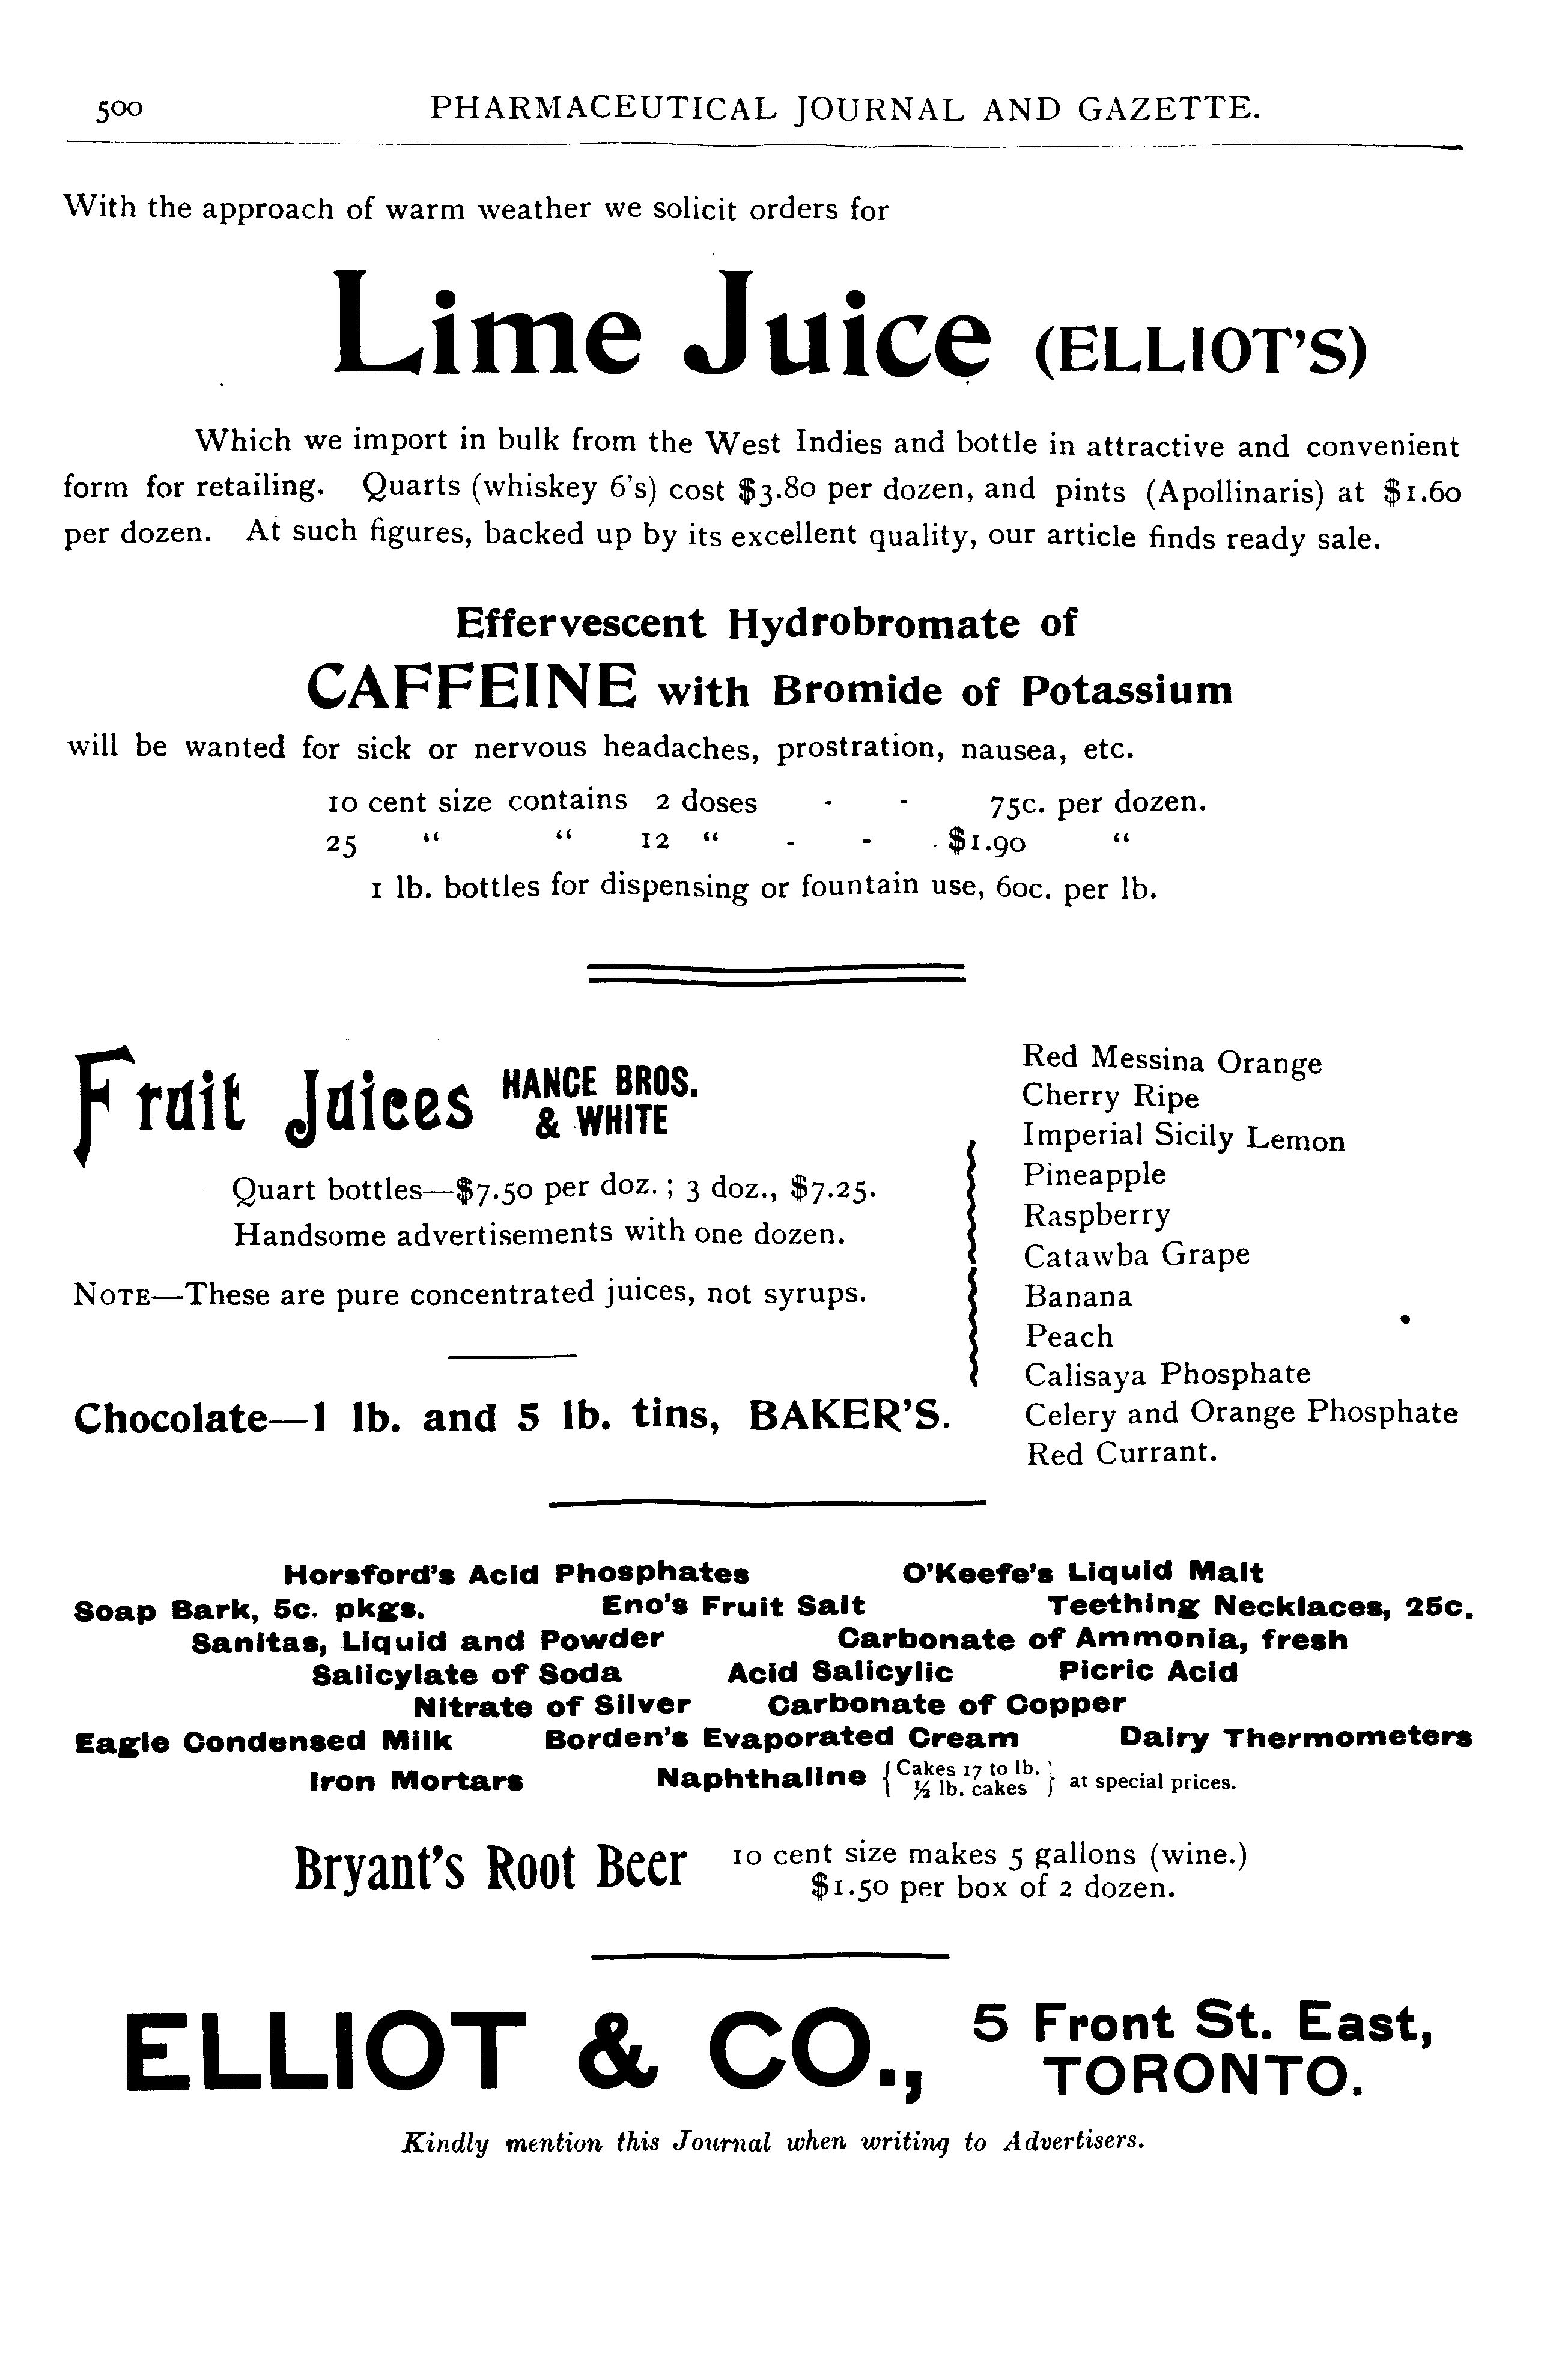 500 PHARMACEUTICAL JOURNAL AND GAZETTE.
With the approach of warm weather we solicit orders for
Lime Juice (ELLIOT'S)
Which we import in bulk from the West Indies and bottle in attractive and convenient
form for retailing. Quarts (whiskey 6's) cost $3.80 per dozen, and pints (Apollinaris) at $1.60
per dozen. At such figures, backed up by its excellent quality, our article finds ready sale.
Effervescent Hydrobromate of
CAFFEINE with Bromide of Potassium
will be wanted for sick or nervous headaches, prostration, nausea, etc.
10 cent size contains 2 doses - - 75c. per dozen.
25 " " 12 " - - $1.90 "
1 lb. bottles for dispensing or fountain use, 60c. per lb.
Fruit Juices HANCE BROS.
& WHITE
Quart bottles—$7.50 per doz. ; 3 doz., $7.25.
Handsome advertisements with one dozen.
NOTE—These are pure concentrated juices, not syrups.
Chocolate—1 lb. and 5 lb. tins, BAKER'S.
Red Messina Orange
Cherry Ripe
Imperial Sicily Lemon
Pineapple
Raspberry
Catawba Grape
Banana
Peach
Calisaya Phosphate
Celery and Orange Phosphate
Red Currant.
Horsford's Acid Phosphates O'Keefe's Liquid Malt
Soap Bark, 5c. pkgs. Eno's Fruit Salt Teething Necklaces, 25c.
Sanitas, Liquid and Powder Carbonate of Ammonia, fresh
Salicylate of Soda Acid Salicylic Picric Acid
Nitrate of Silver Carbonate of Copper
Eagle Condensed Milk Borden's Evaporated Cream Dairy Thermometers
Iron Mortars Naphthaline { Cakes 17 to lb. } at special prices.
½ lb. cakes
Bryant's Root Beer 10 cent size makes 5 gallons (wine.)
$1.50 per box of 2 dozen.
ELLIOT & CO., 5 Front St. East,
TORONTO.
Kindly mention this Journal when writing to Advertisers.